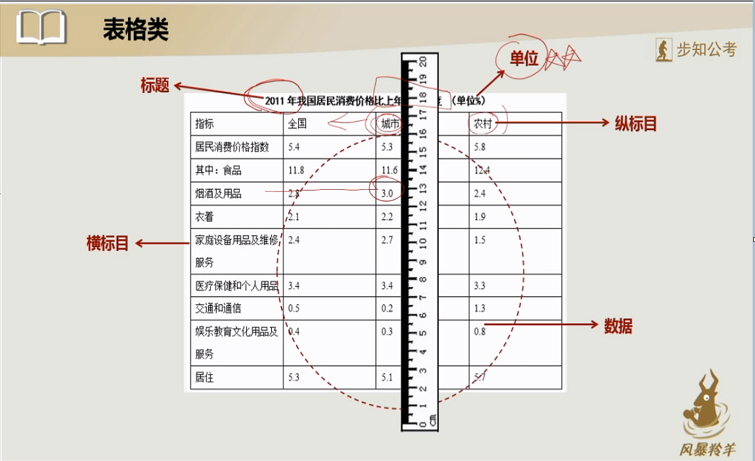 表格类
步知公考
单位
标题
2011 年我国居民消费价格比上年 度 (单位%)
指标 全国 城市 农村
纵标目
居民消费价格指数 5.4 5.3 5.8
其中：食品 11.8 11.6 12.4
烟酒及用品 2.8 3.0 2.4
衣着 2.1 2.2 1.9
横标目
家庭设备用品及维修 2.4 2.7 1.5
服务
医疗保健和个人用品 3.4 3.4 3.3
交通和通信 0.5 0.2 1.3
娱乐教育文化用品及 0.4 0.3 0.8
服务
数据
居住 5.3 5.1 5.7
20
19
18
17
16
15
14
13
12
11
10
9
8
7
6
5
4
3
2
1
0
风暴羚羊